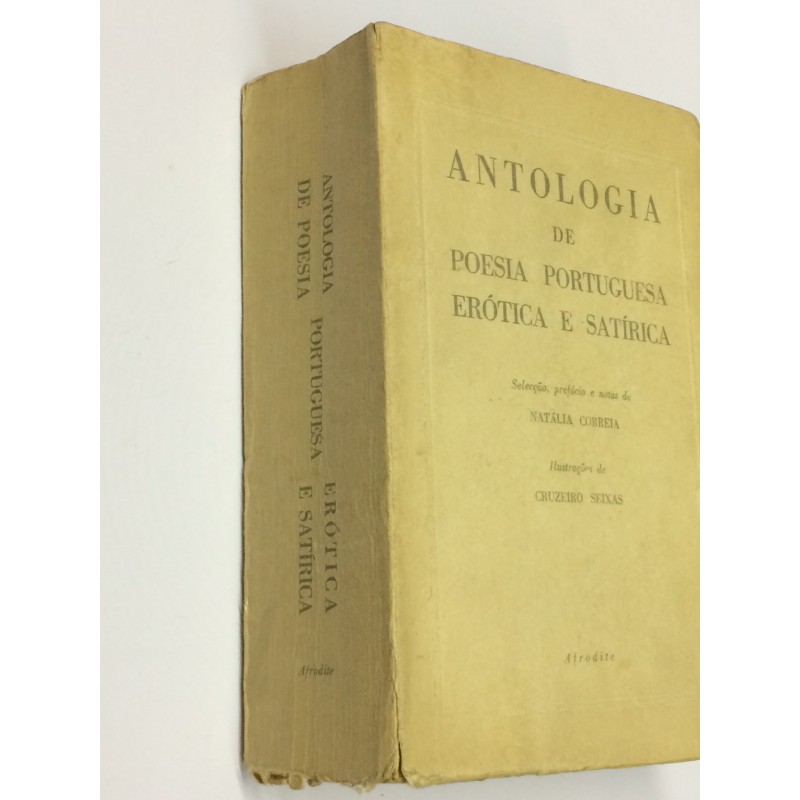 ANTOLOGIA
DE
POESIA PORTUGUESA
ERÓTICA E SATÍRICA
Selecção, prefácio e notas de
NATÁLIA CORREIA
Ilustrações de
CRUZEIRO SEIXAS
Afrodite
ANTOLOGIA PORTUGUESA ERÓTICA
DE POESIA E SATÍRICA
Afrodite